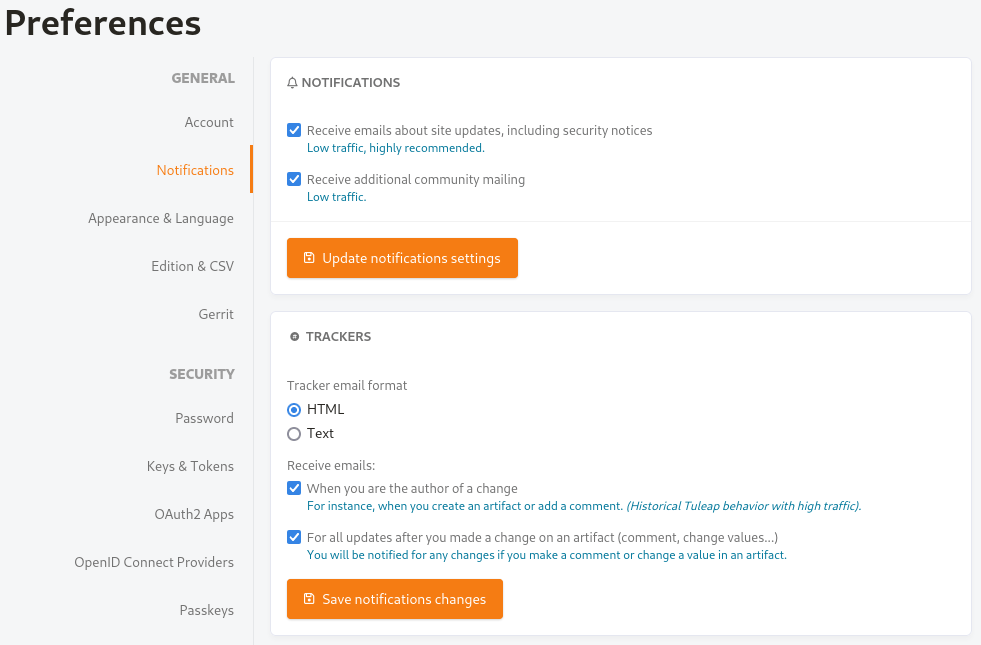 Preferences
GENERAL
Account
Notifications
Appearance & Language
Edition & CSV
Gerrit
SECURITY
Password
Keys & Tokens
OAuth2 Apps
OpenID Connect Providers
Passkeys
NOTIFICATIONS
Receive emails about site updates, including security notices
Low traffic, highly recommended.
Receive additional community mailing
Low traffic.
Update notifications settings
TRACKERS
Tracker email format
HTML
Text
Receive emails:
When you are the author of a change
For instance, when you create an artifact or add a comment. (Historical Tuleap behavior with high traffic).
For all updates after you made a change on an artifact (comment, change values...)
You will be notified for any changes if you make a comment or change a value in an artifact.
Save notifications changes